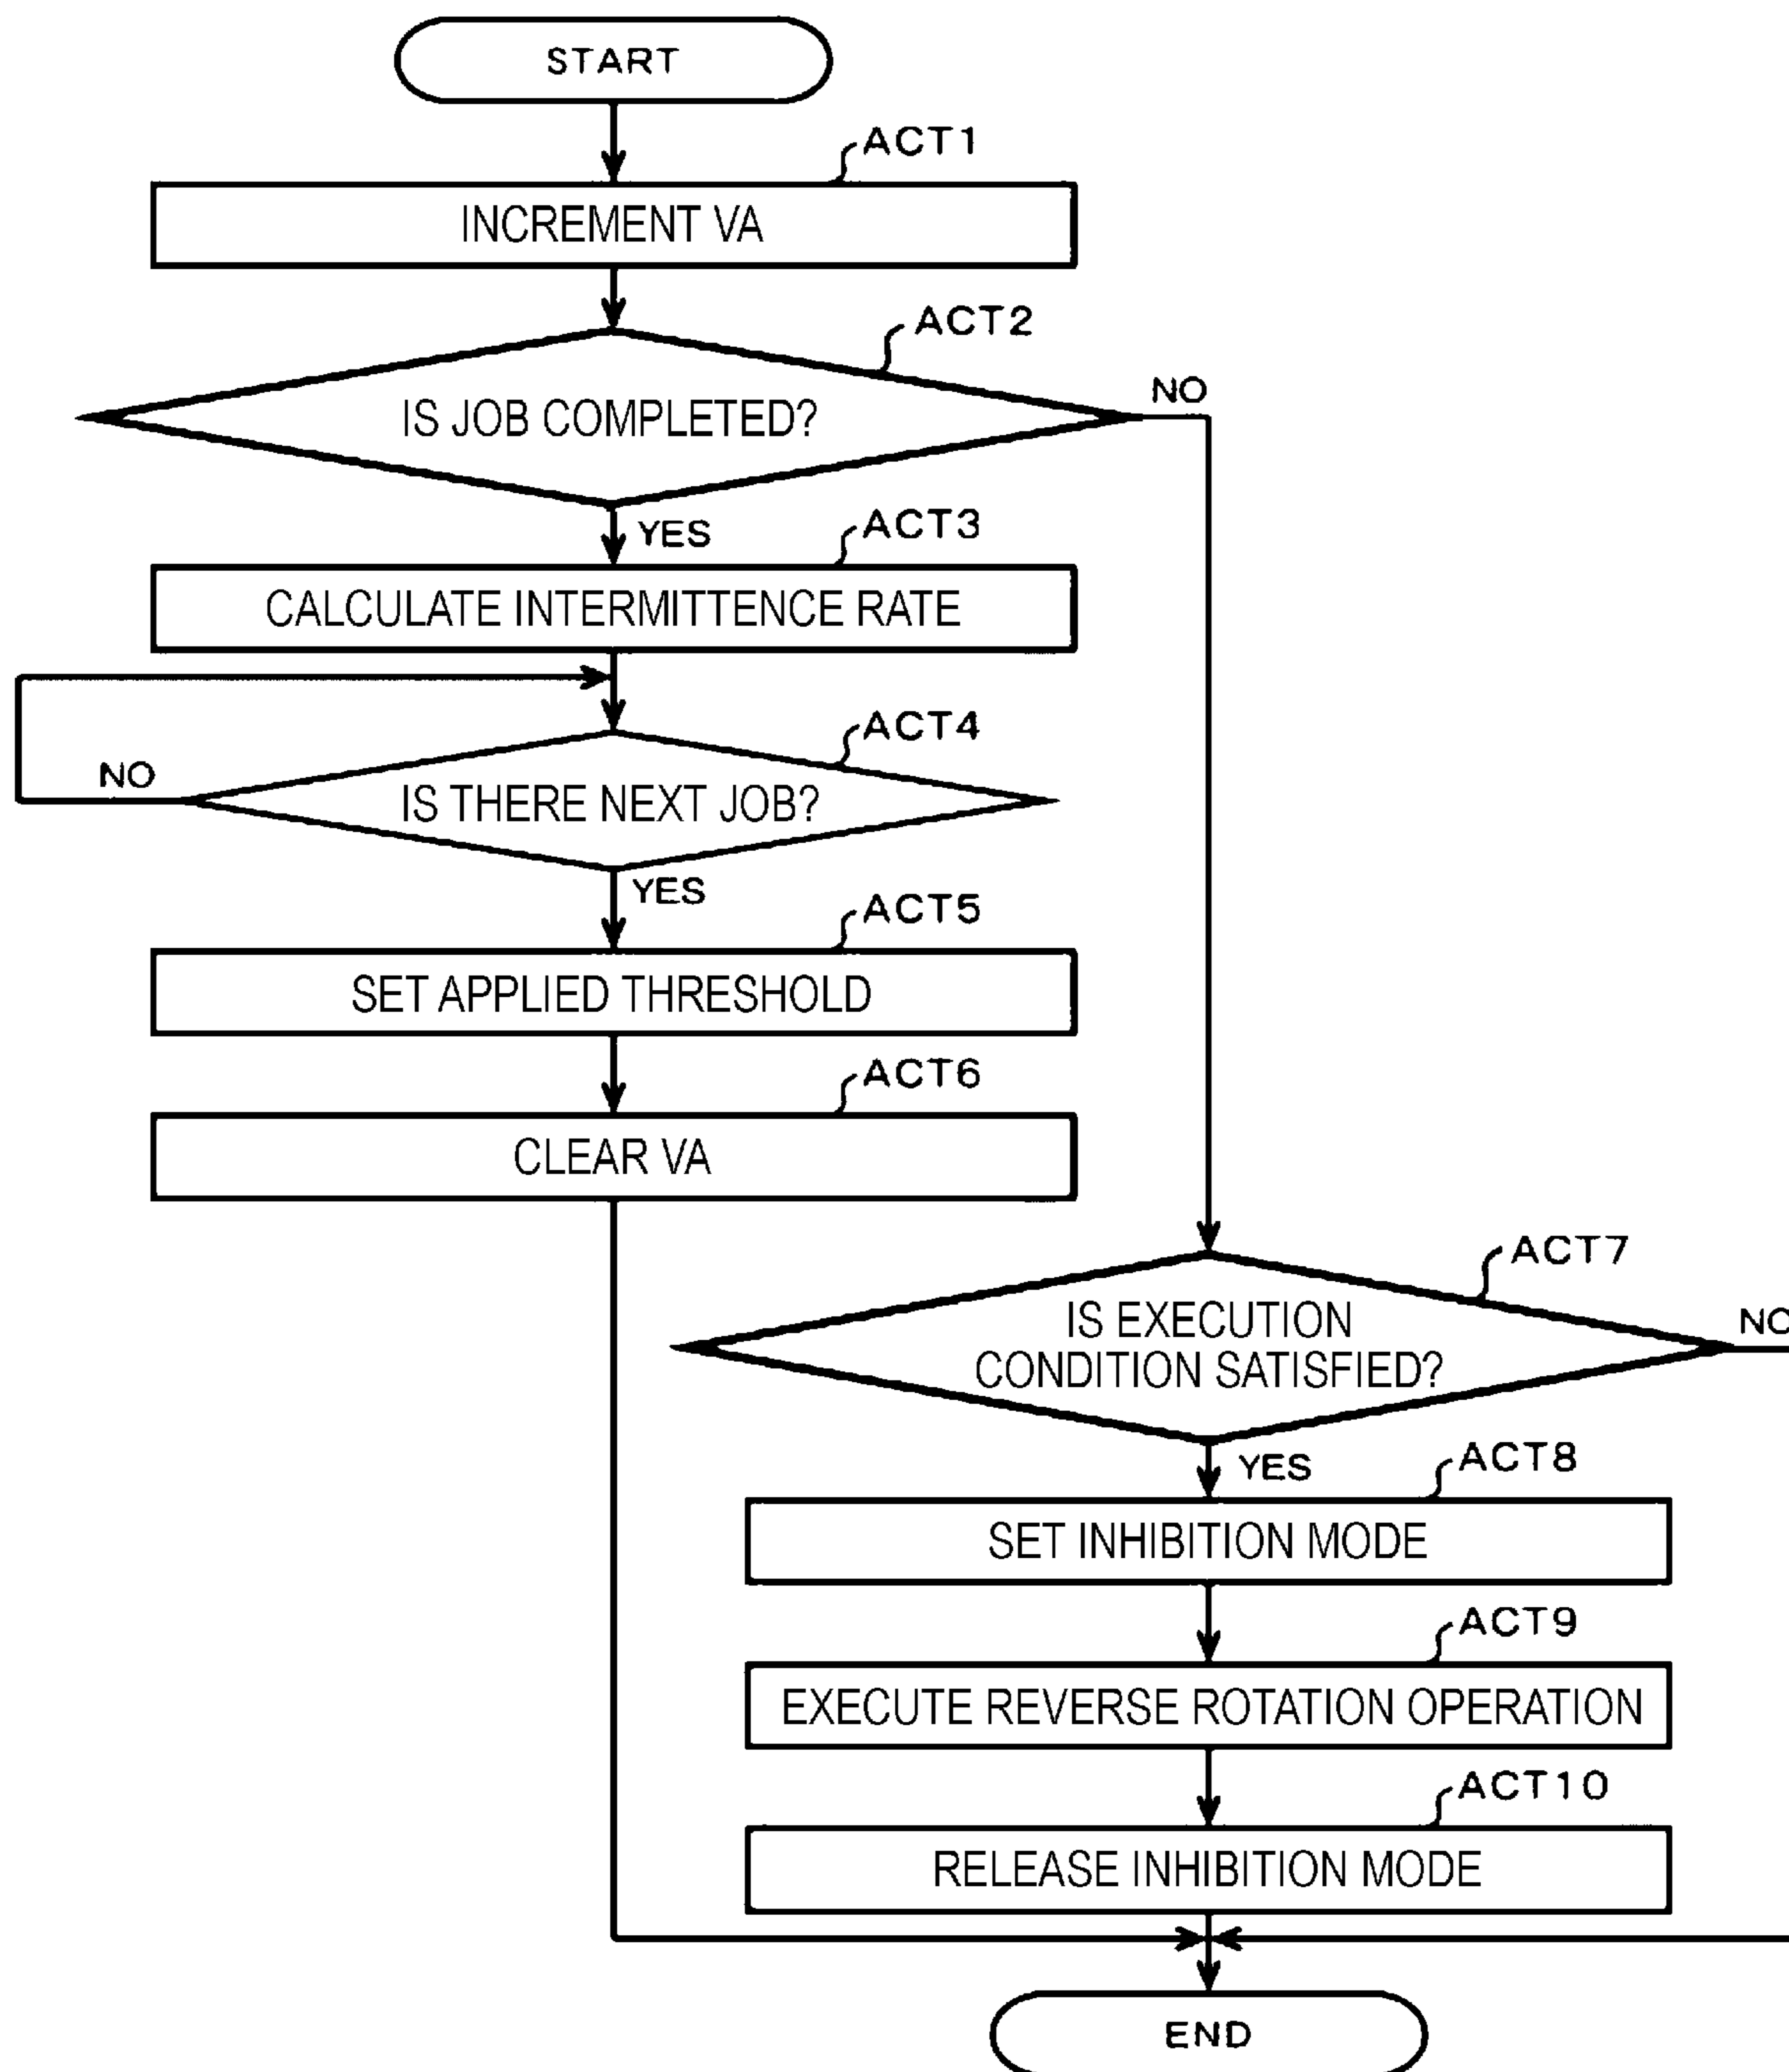 START
ACT1
INCREMENT VA
ACT2
IS JOB COMPLETED?
NO
YES
ACT3
CALCULATE INTERMITTENCE RATE
ACT4
IS THERE NEXT JOB?
NO
YES
ACT5
SET APPLIED THRESHOLD
ACT6
CLEAR VA
ACT7
IS EXECUTION
CONDITION SATISFIED?
NO
YES
ACT8
SET INHIBITION MODE
ACT9
EXECUTE REVERSE ROTATION OPERATION
ACT10
RELEASE INHIBITION MODE
END